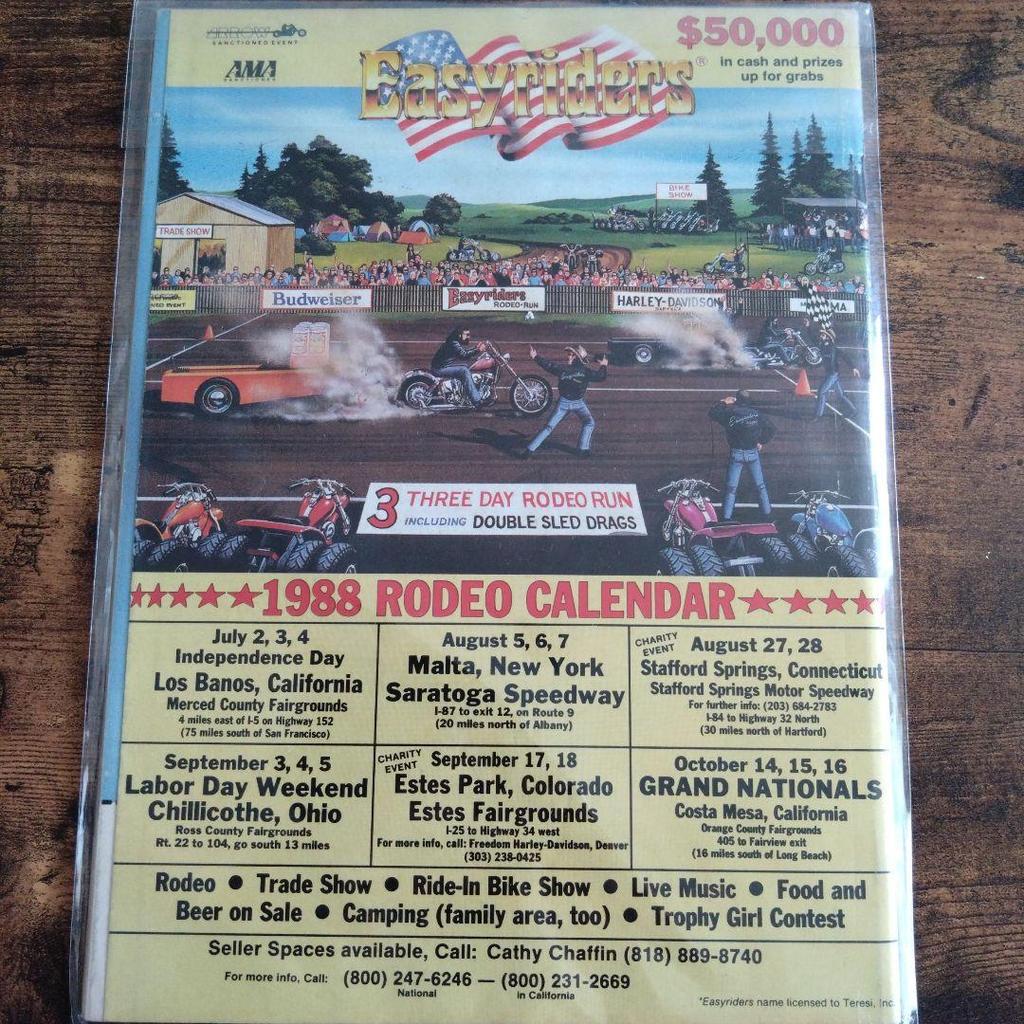 ARROW
SANCTIONED EVENT
AMA
SANCTIONED
Easyriders®
$50,000
in cash and prizes
up for grabs
BIKE
SHOW
TRADE SHOW
Budweiser
Easyriders
RODEO-RUN
HARLEY-DAVIDSON
3 THREE DAY RODEO RUN
INCLUDING DOUBLE SLED DRAGS
★★★★★1988 RODEO CALENDAR★★★★★
July 2, 3, 4
Independence Day
Los Banos, California
Merced County Fairgrounds
4 miles east of I-5 on Highway 152
(75 miles south of San Francisco)
August 5, 6, 7
Malta, New York
Saratoga Speedway
I-87 to exit 12, on Route 9
(20 miles north of Albany)
CHARITY
EVENT
August 27, 28
Stafford Springs, Connecticut
Stafford Springs Motor Speedway
For further info: (203) 684-2783
I-84 to Highway 32 North
(30 miles north of Hartford)
September 3, 4, 5
Labor Day Weekend
Chillicothe, Ohio
Ross County Fairgrounds
Rt. 22 to 104, go south 13 miles
CHARITY
EVENT
September 17, 18
Estes Park, Colorado
Estes Fairgrounds
I-25 to Highway 34 west
For more info, call: Freedom Harley-Davidson, Denver
(303) 238-0425
October 14, 15, 16
GRAND NATIONALS
Costa Mesa, California
Orange County Fairgrounds
405 to Fairview exit
(16 miles south of Long Beach)
Rodeo ● Trade Show ● Ride-In Bike Show ● Live Music ● Food and
Beer on Sale ● Camping (family area, too) ● Trophy Girl Contest
Seller Spaces available, Call: Cathy Chaffin (818) 889-8740
For more info, Call: (800) 247-6246 — (800) 231-2669
National in California
*Easyriders name licensed to Teresi, Inc.